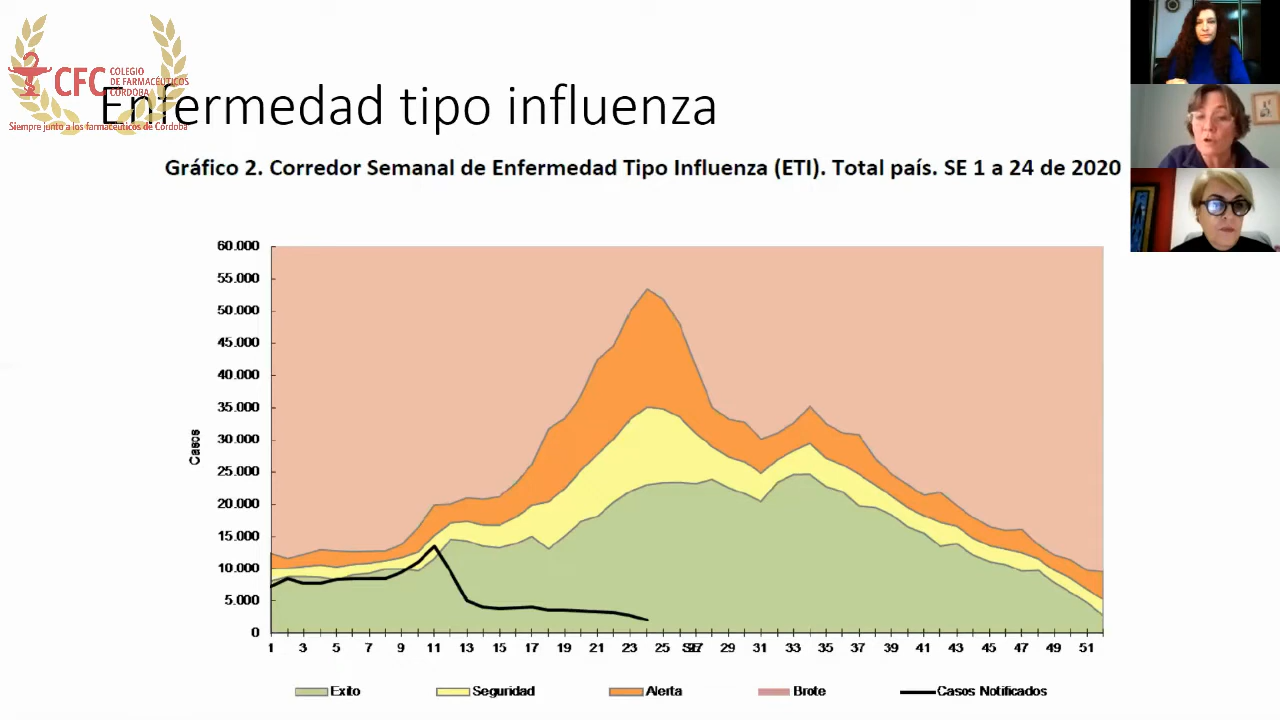 CFC
COLEGIO
DE FARMACÉUTICOS
CÓRDOBA
Siempre junto a los farmacéuticos de Córdoba
Enfermedad tipo influenza
Gráfico 2. Corredor Semanal de Enfermedad Tipo Influenza (ETI). Total país. SE 1 a 24 de 2020
60.000
55.000
50.000
45.000
40.000
35.000
30.000
25.000
20.000
15.000
10.000
5.000
0
Casos
1 3 5 7 9 11 13 15 17 19 21 23 25 SE 27 29 31 33 35 37 39 41 43 45 47 49 51
Exito Seguridad Alerta Brote Casos Notificados